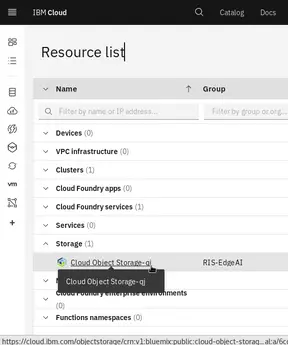 IBM Cloud
Catalog
Docs
Resource list
Name
Group
Filter by name or IP address...
Filter by group or org...
Devices (0)
VPC infrastructure (0)
Clusters (1)
Cloud Foundry apps (0)
Cloud Foundry services (1)
Services (0)
Storage (1)
Cloud Object Storage-qj
RIS-EdgeAI
Cloud Object Storage-qj
Cloud Foundry enterprise environments
(0)
Functions namespaces (0)
vm
https://cloud.ibm.com/objectstorage/crn:v1:bluemix:public:cloud-object-storag...al:a/6c